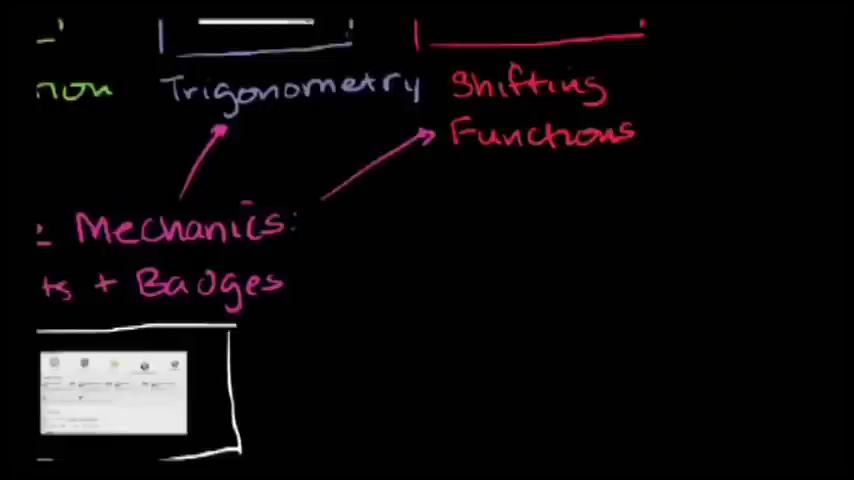 Trigonometry
Shifting
Functions
Mechanics:
+ Badges